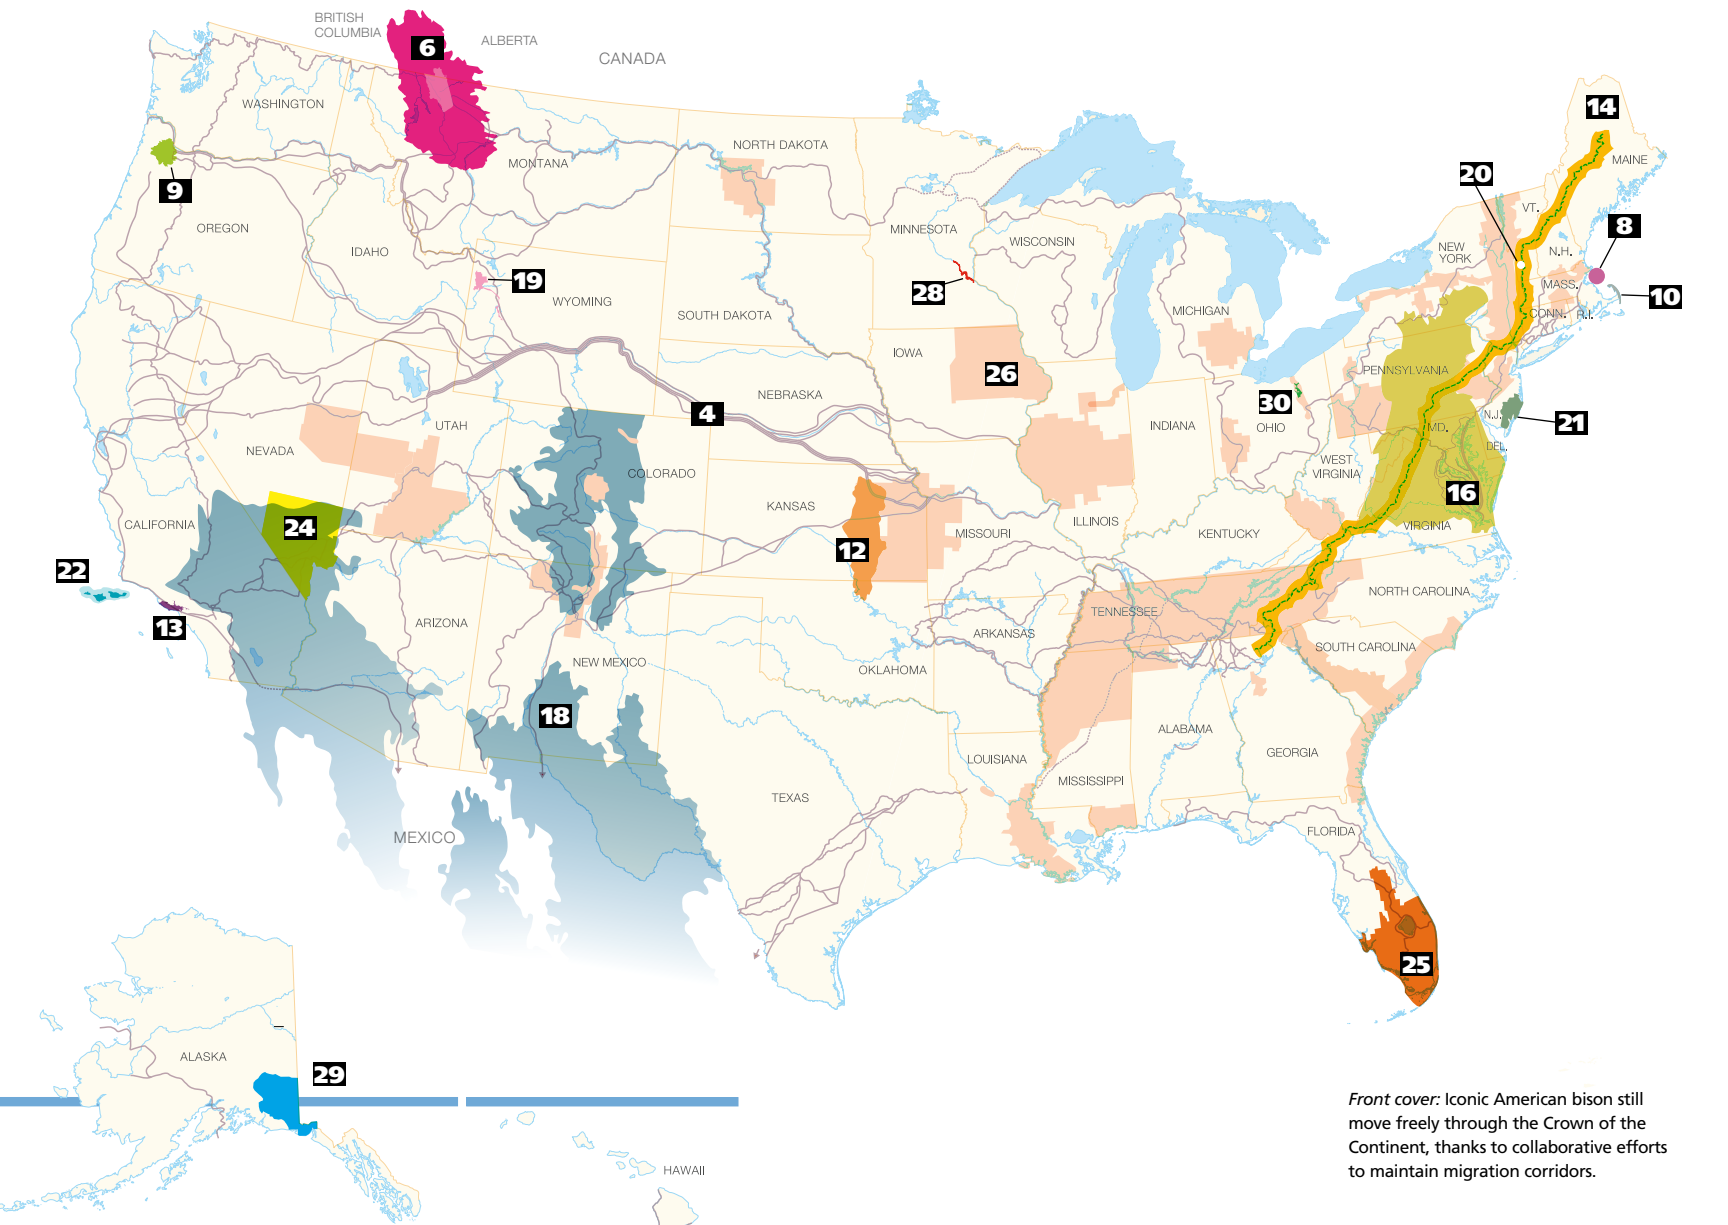 BRITISH
COLUMBIA
6
ALBERTA
CANADA
WASHINGTON
14
NORTH DAKOTA
MONTANA
MAINE
9
20
VT.
OREGON
MINNESOTA
WISCONSIN
8
IDAHO
NEW
YORK
N.H.
19
28
MASS.
10
WYOMING
SOUTH DAKOTA
MICHIGAN
CONN.
R.I.
IOWA
26
PENNSYLVANIA
NEBRASKA
30
4
N.J.
21
UTAH
INDIANA
OHIO
MD.
DEL.
NEVADA
COLORADO
WEST
VIRGINIA
16
KANSAS
CALIFORNIA
24
MISSOURI
ILLINOIS
KENTUCKY
VIRGINIA
12
22
NORTH CAROLINA
13
ARIZONA
TENNESSEE
ARKANSAS
SOUTH CAROLINA
NEW MEXICO
OKLAHOMA
18
ALABAMA
GEORGIA
LOUISIANA
MISSISSIPPI
TEXAS
MEXICO
FLORIDA
25
ALASKA
29
HAWAII
Front cover: Iconic American bison still
move freely through the Crown of the
Continent, thanks to collaborative efforts
to maintain migration corridors.